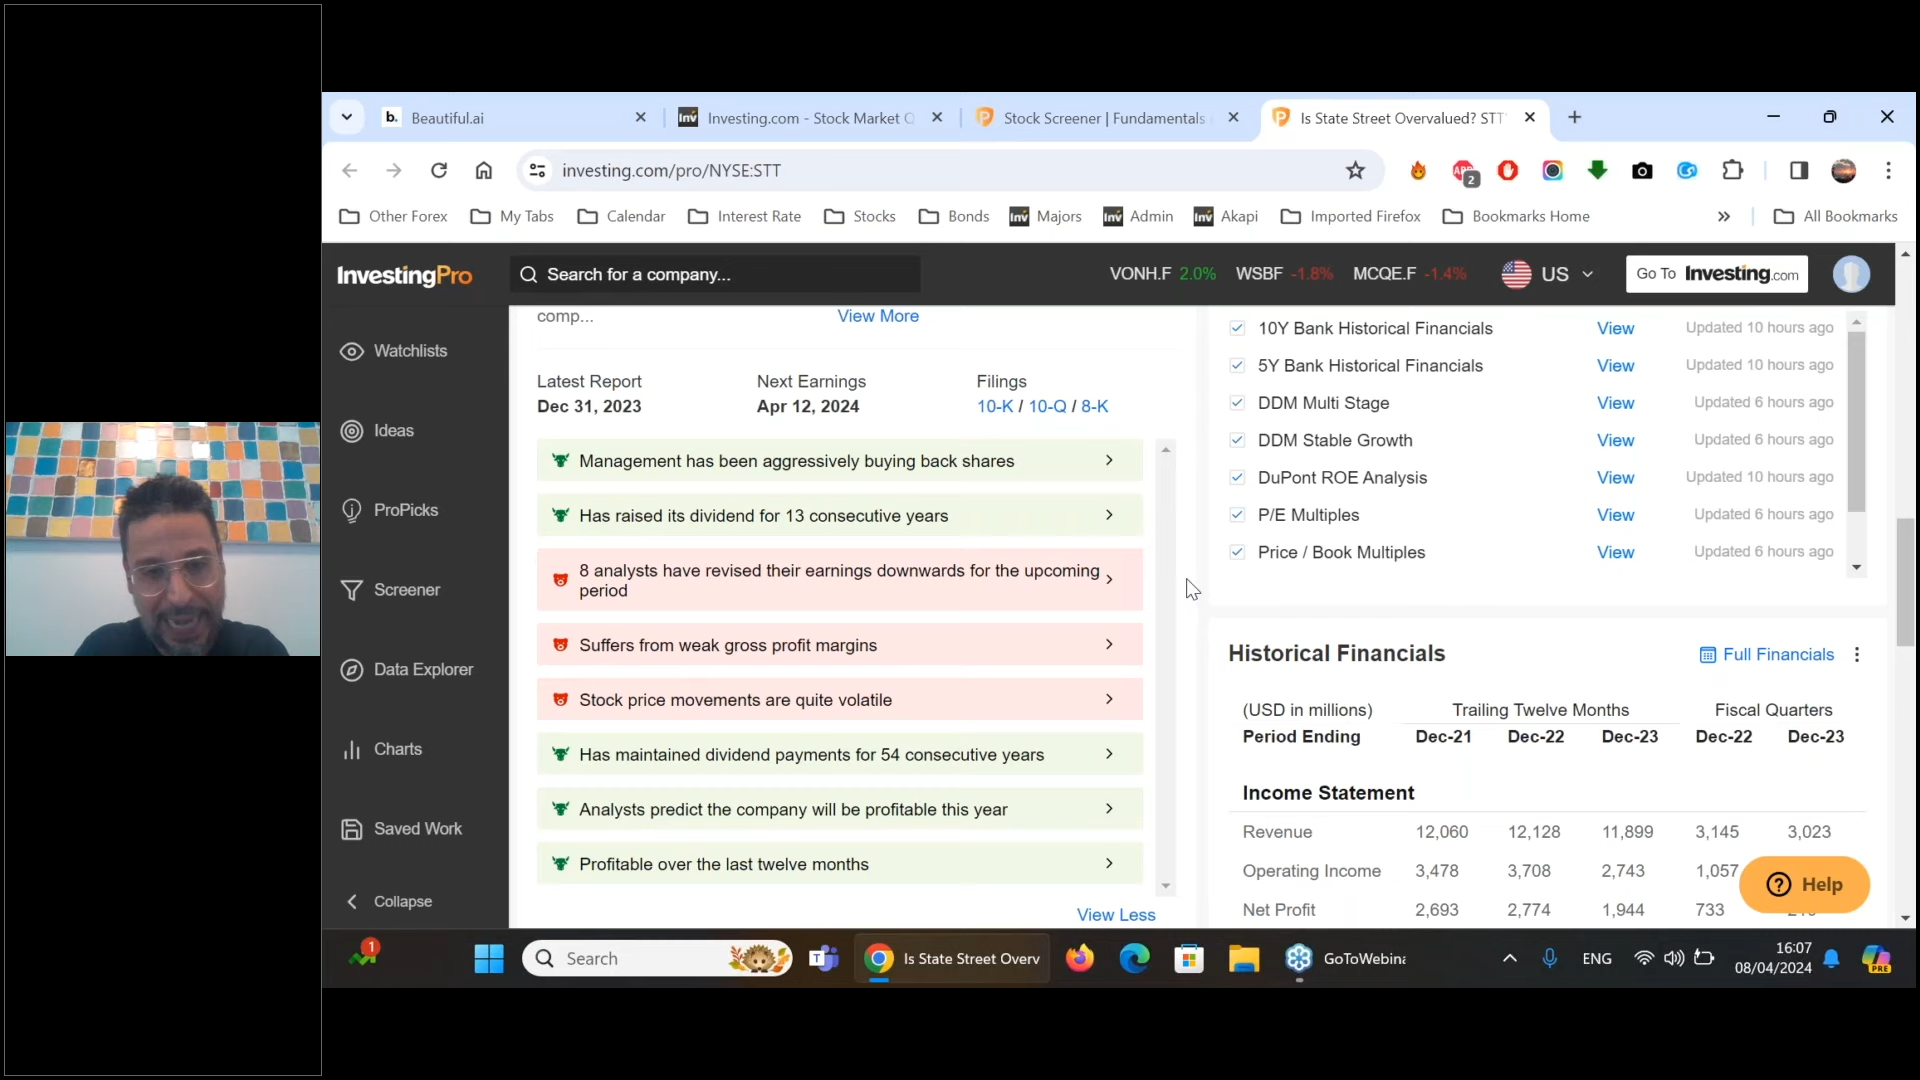 b. Beautiful.ai
Inv Investing.com - Stock Market Q
Stock Screener | Fundamentals
Is State Street Overvalued? STT
investing.com/pro/NYSE:STT
2
Other Forex
My Tabs
Calendar
Interest Rate
Stocks
Bonds
Inv Majors
Inv Admin
Inv Akapi
Imported Firefox
Bookmarks Home
»
All Bookmarks
InvestingPro
Search for a company...
VONH.F 2.0%
WSBF -1.8%
MCQE.F -1.4%
US
Go To Investing.com
Watchlists
Ideas
ProPicks
Screener
Data Explorer
Charts
Saved Work
Collapse
comp...
View More
Latest Report
Dec 31, 2023
Next Earnings
Apr 12, 2024
Filings
10-K / 10-Q / 8-K
Management has been aggressively buying back shares
Has raised its dividend for 13 consecutive years
8 analysts have revised their earnings downwards for the upcoming
period
Suffers from weak gross profit margins
Stock price movements are quite volatile
Has maintained dividend payments for 54 consecutive years
Analysts predict the company will be profitable this year
Profitable over the last twelve months
View Less
10Y Bank Historical Financials View Updated 10 hours ago
5Y Bank Historical Financials View Updated 10 hours ago
DDM Multi Stage View Updated 6 hours ago
DDM Stable Growth View Updated 6 hours ago
DuPont ROE Analysis View Updated 10 hours ago
P/E Multiples View Updated 6 hours ago
Price / Book Multiples View Updated 6 hours ago
Historical Financials
Full Financials
(USD in millions) Trailing Twelve Months Fiscal Quarters
Period Ending Dec-21 Dec-22 Dec-23 Dec-22 Dec-23
Income Statement
Revenue 12,060 12,128 11,899 3,145 3,023
Operating Income 3,478 3,708 2,743 1,057
Net Profit 2,693 2,774 1,944 733
Help
1
Search
Is State Street Overv
GoToWebina
ENG
16:07
08/04/2024
PRE